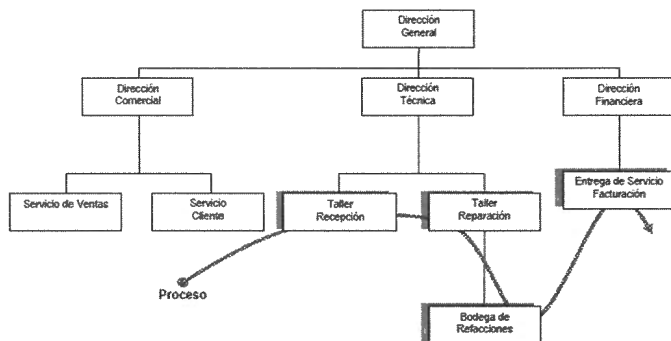 Dirección
General
Dirección
Comercial
Dirección
Técnica
Dirección
Financiera
Servicio de Ventas
Servicio
Cliente
Taller
Recepción
Taller
Reparación
Entrega de Servicio
Facturación
Proceso
Bodega de
Refacciones